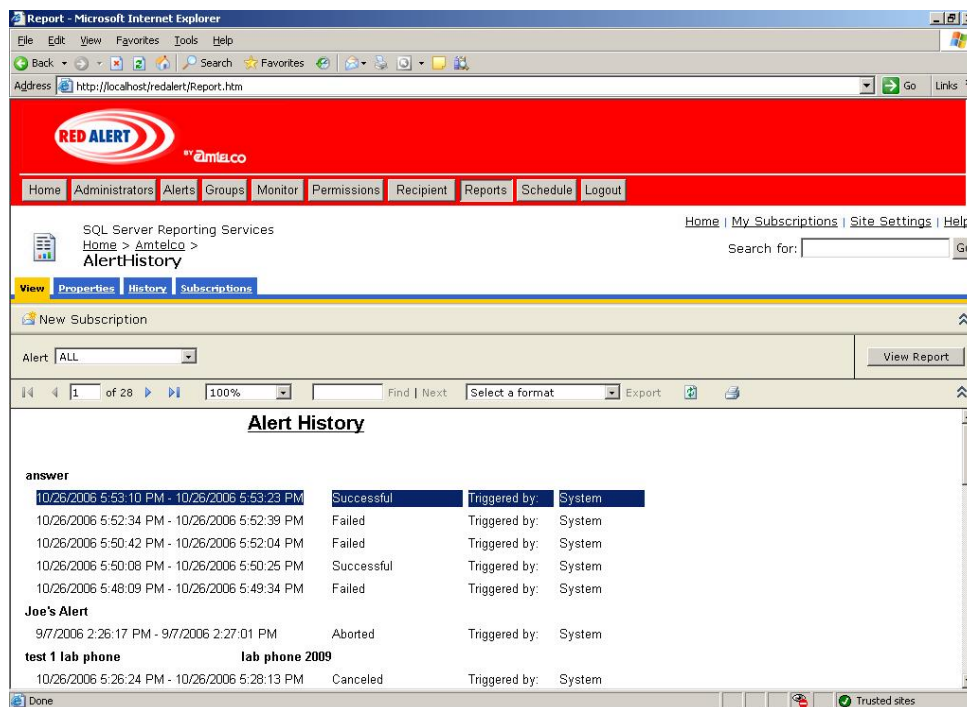 Report - Microsoft Internet Explorer
File Edit View Favorites Tools Help
Back Search Favorites
Address http://localhost/redalert/Report.htm Go Links
RED ALERT
BY amtelco
Home Administrators Alerts Groups Monitor Permissions Recipient Reports Schedule Logout
Home | My Subscriptions | Site Settings | Help
SQL Server Reporting Services
Home > Amtelco >
AlertHistory
Search for: Go
View Properties History Subscriptions
New Subscription
Alert ALL View Report
1 of 28 100% Find | Next Select a format Export
Alert History
answer
10/26/2006 5:53:10 PM - 10/26/2006 5:53:23 PM Successful Triggered by: System
10/26/2006 5:52:34 PM - 10/26/2006 5:52:39 PM Failed Triggered by: System
10/26/2006 5:50:42 PM - 10/26/2006 5:52:04 PM Failed Triggered by: System
10/26/2006 5:50:08 PM - 10/26/2006 5:50:25 PM Successful Triggered by: System
10/26/2006 5:48:09 PM - 10/26/2006 5:49:34 PM Failed Triggered by: System
Joe's Alert
9/7/2006 2:26:17 PM - 9/7/2006 2:27:01 PM Aborted Triggered by: System
test 1 lab phone lab phone 2009
10/26/2006 5:26:24 PM - 10/26/2006 5:28:13 PM Canceled Triggered by: System
Done Trusted sites